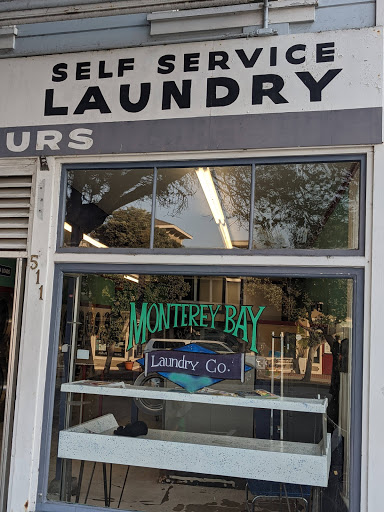 SELF SERVICE
LAUNDRY
URS
511
MONTEREY BAY
Laundry Co.